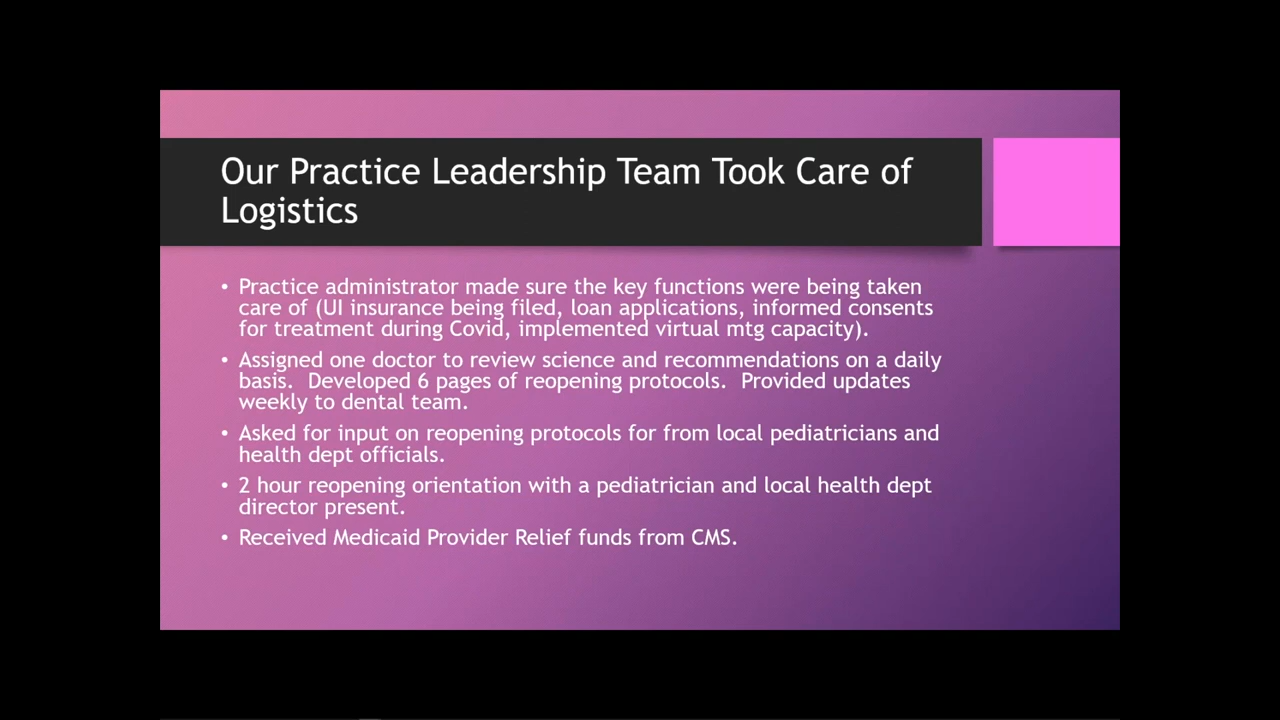 Our Practice Leadership Team Took Care of
Logistics
• Practice administrator made sure the key functions were being taken
care of (UI insurance being filed, loan applications, informed consents
for treatment during Covid, implemented virtual mtg capacity).
• Assigned one doctor to review science and recommendations on a daily
basis.  Developed 6 pages of reopening protocols.  Provided updates
weekly to dental team.
• Asked for input on reopening protocols for from local pediatricians and
health dept officials.
• 2 hour reopening orientation with a pediatrician and local health dept
director present.
• Received Medicaid Provider Relief funds from CMS.